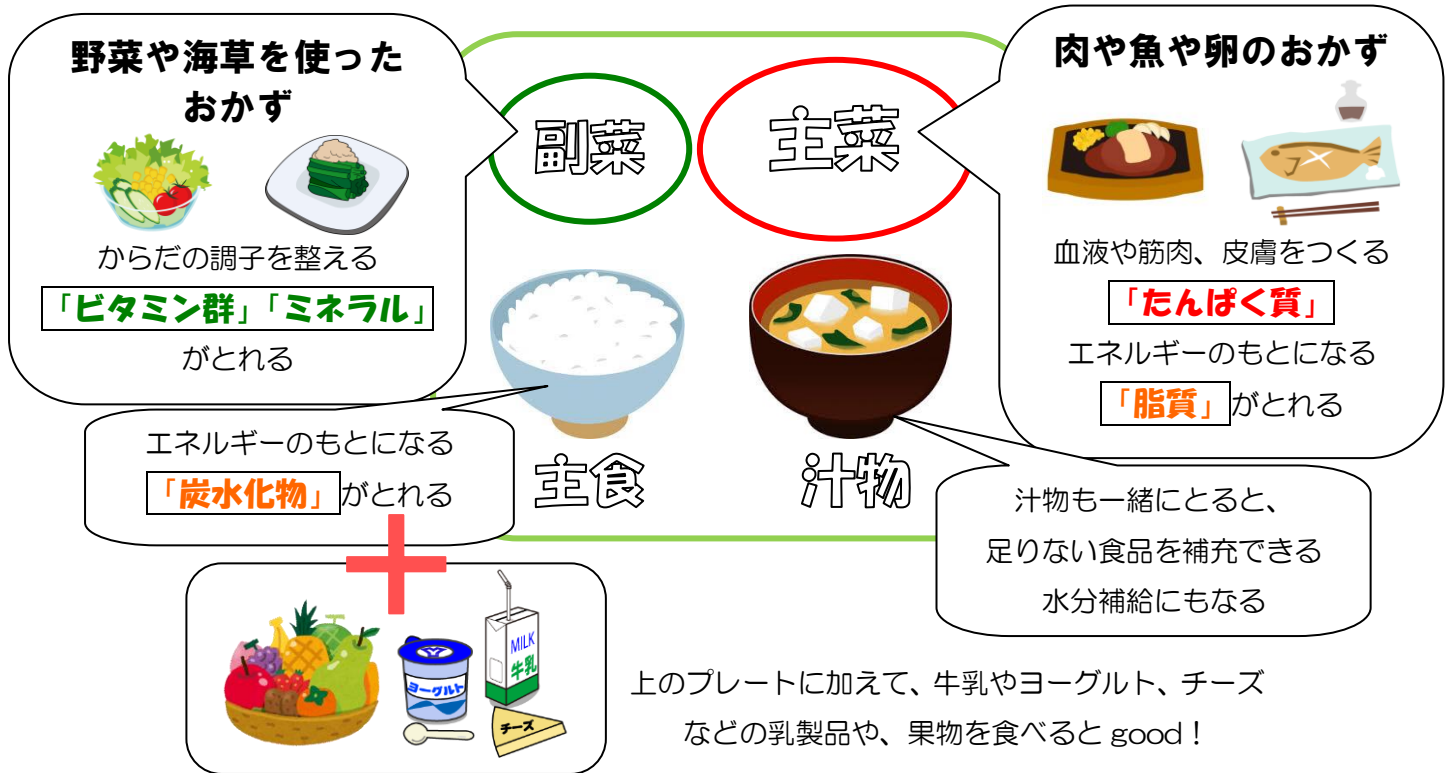 野菜や海草を使った
おかず
からだの調子を整える
「ビタミン群」「ミネラル」
がとれる
副菜
主菜
肉や魚や卵のおかず
血液や筋肉、皮膚をつくる
「たんぱく質」
エネルギーのもとになる
「脂質」がとれる
エネルギーのもとになる
「炭水化物」がとれる
主食
汁物
汁物も一緒にとると、
足りない食品を補充できる
水分補給にもなる
ヨーグルト
MILK
牛乳
チーズ
上のプレートに加えて、牛乳やヨーグルト、チーズ
などの乳製品や、果物を食べると good！